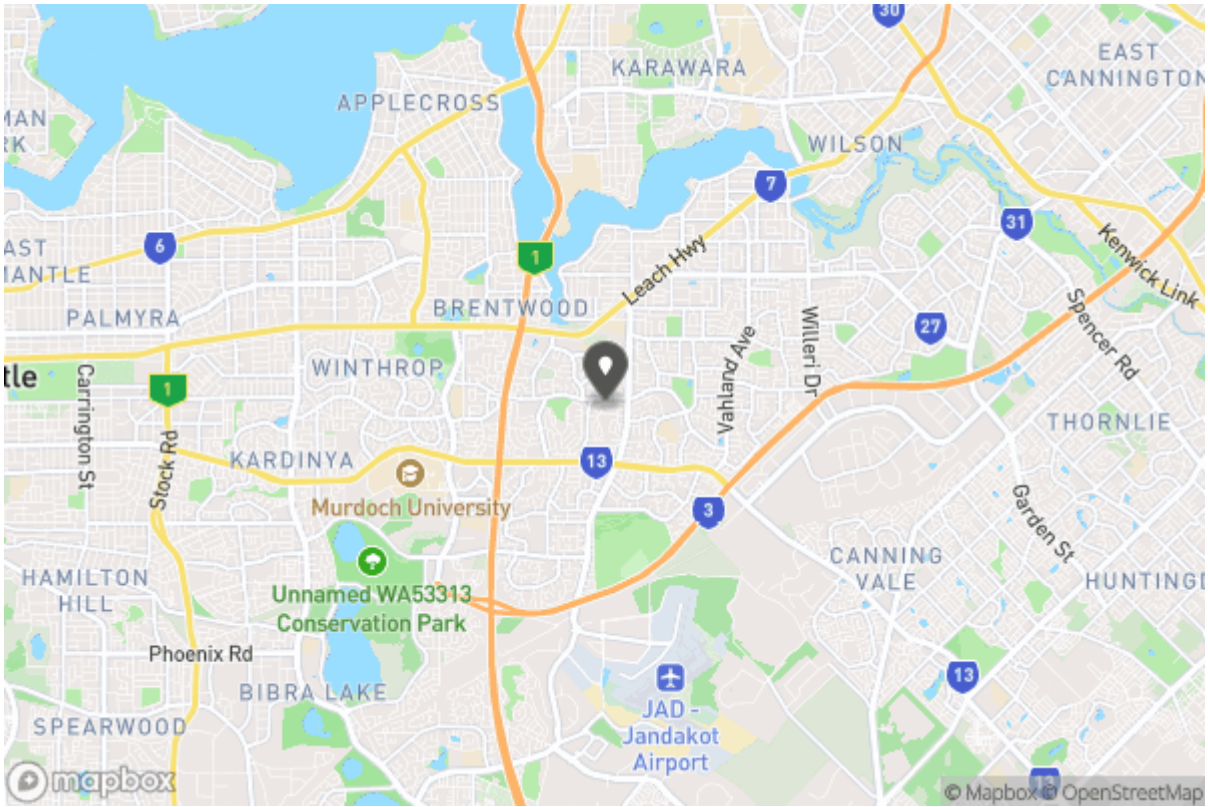 30
EAST
CANNINGTON
KARAWARA
APPLECROSS
MAN
RK
WILSON
7
31
6
AST
MANTLE
1
Leach Hwy
Kenwick Link
BRENTWOOD
PALMYRA
27
Spencer Rd
Willeri Dr
Vahland Ave
WINTHROP
tle
1
Carrington St
THORNLIE
Stock Rd
KARDINYA
13
Murdoch University
3
Garden St
CANNING
VALE
HAMILTON
HILL
HUNTINGD
Unnamed WA53313
Conservation Park
Phoenix Rd
13
BIBRA LAKE
JAD -
Jandakot
Airport
SPEARWOOD
13
mapbox
© Mapbox © OpenStreetMap